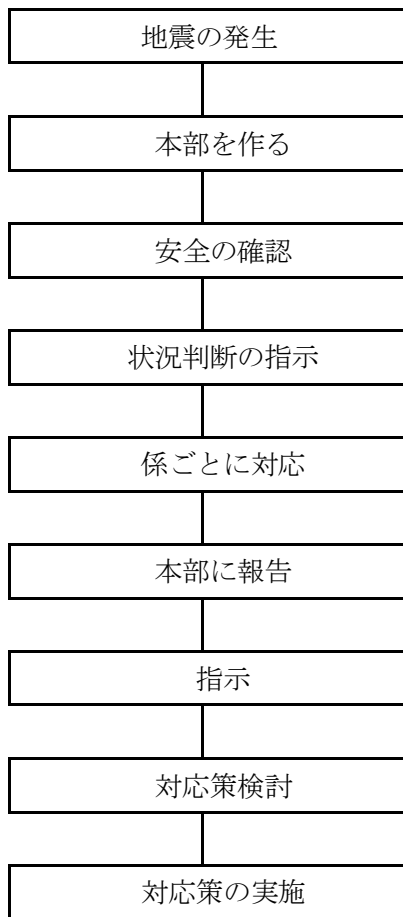 地震の発生
本部を作る
安全の確認
状況判断の指示
係ごとに対応
本部に報告
指示
対応策検討
対応策の実施